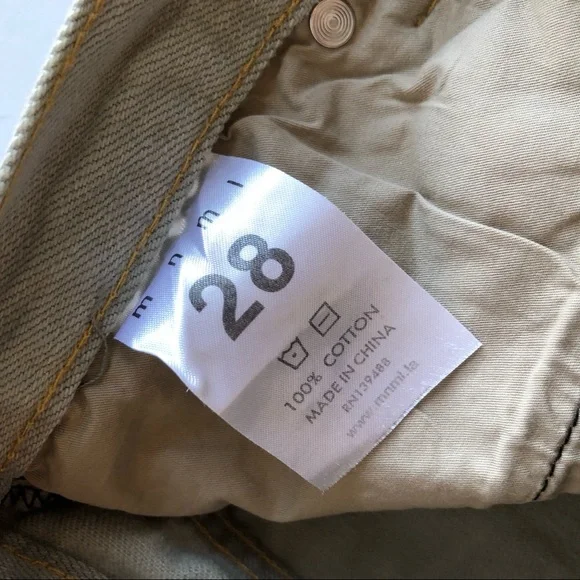 mnml
28
100% COTTON
MADE IN CHINA
RN139488
www.mnml.la